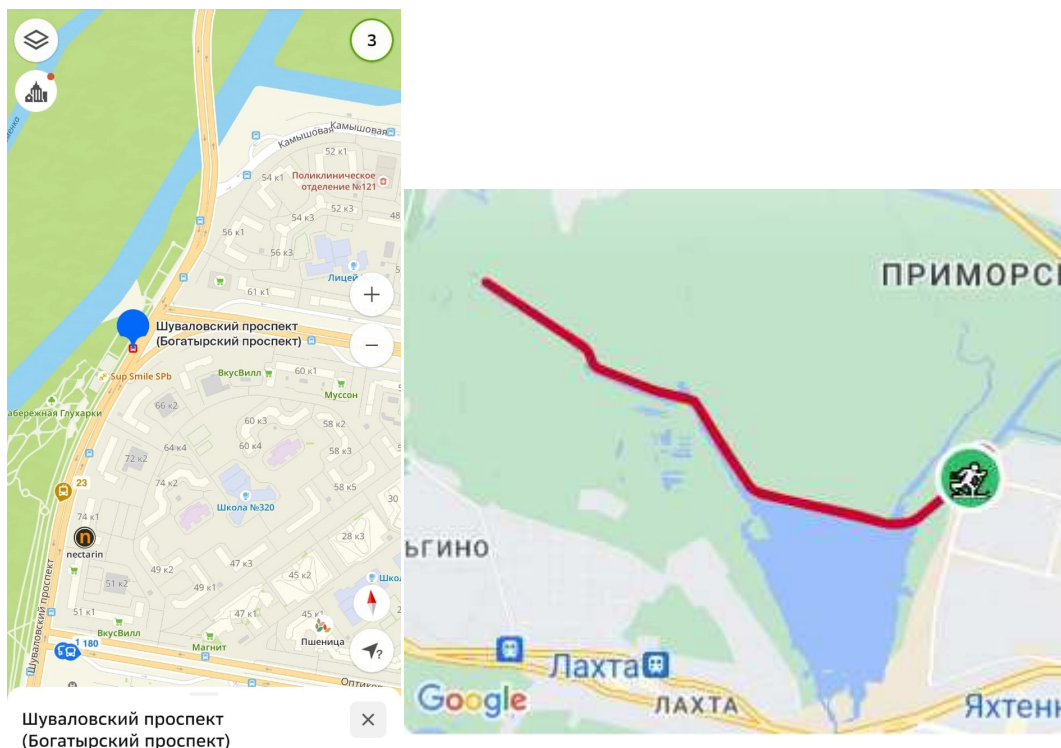 3
Камышовая
Камышовая
52 к1
54 к1
Поликлиническое
отделение №121
52 к3
54 к3
48
56 к1
56 к3
Лицей
61 к1
Шуваловский проспект
(Богатырский проспект)
Sup Smile SPb
ВкусВилл
60 к1
Муссон
66 к2
абережная Глухарки
60 к3
58 к2
64 к4
60 к4
58 к3
72 к2
74 к2
58 к5
23
Школа №320
30
74 к1
28 к3
nectarin
47 к3
49 к2
45 к2
51 к2
49 к1
Шко
47 к1
45 к1
51 к1
ВкусВилл
Пшеница
Магнит
1 180
Шуваловский проспект
Оптико
?
Шуваловский проспект
(Богатырский проспект)
ПРИМОРС
ЬГИНО
Лахта
Google
ЛАХТА
Яхтен